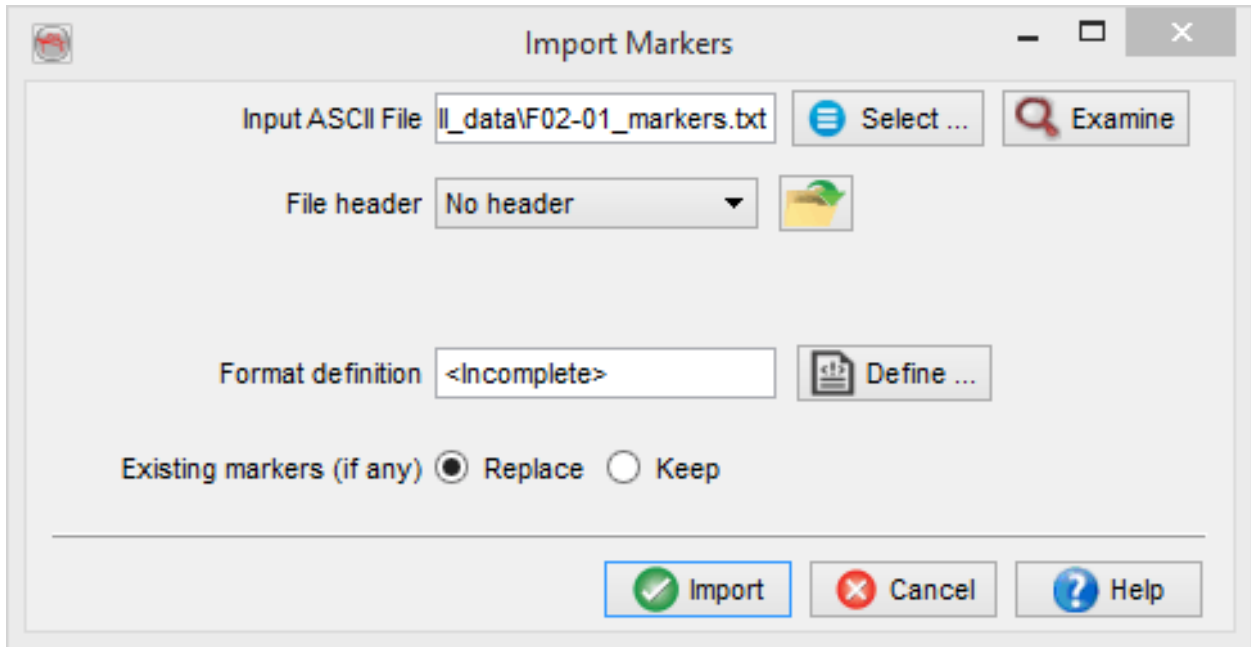 Import Markers
Input ASCII File ll_data\F02-01_markers.txt Select ... Examine
File header No header
Format definition <Incomplete> Define ...
Existing markers (if any) Replace Keep
Import Cancel Help